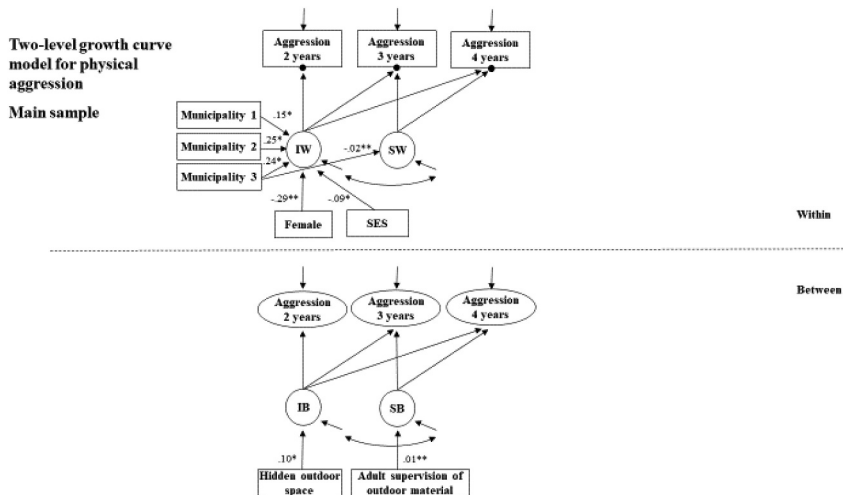 Two-level growth curve
model for physical
aggression
Main sample
Aggression
2 years
Aggression
3 years
Aggression
4 years
Municipality 1
.15*
Municipality 2
.25*
Municipality 3
.24*
IW
-.02**
SW
-.29**
-.09*
Female
SES
Within
Between
Aggression
2 years
Aggression
3 years
Aggression
4 years
IB
SB
.10*
.01**
Hidden outdoor
space
Adult supervision of
outdoor material